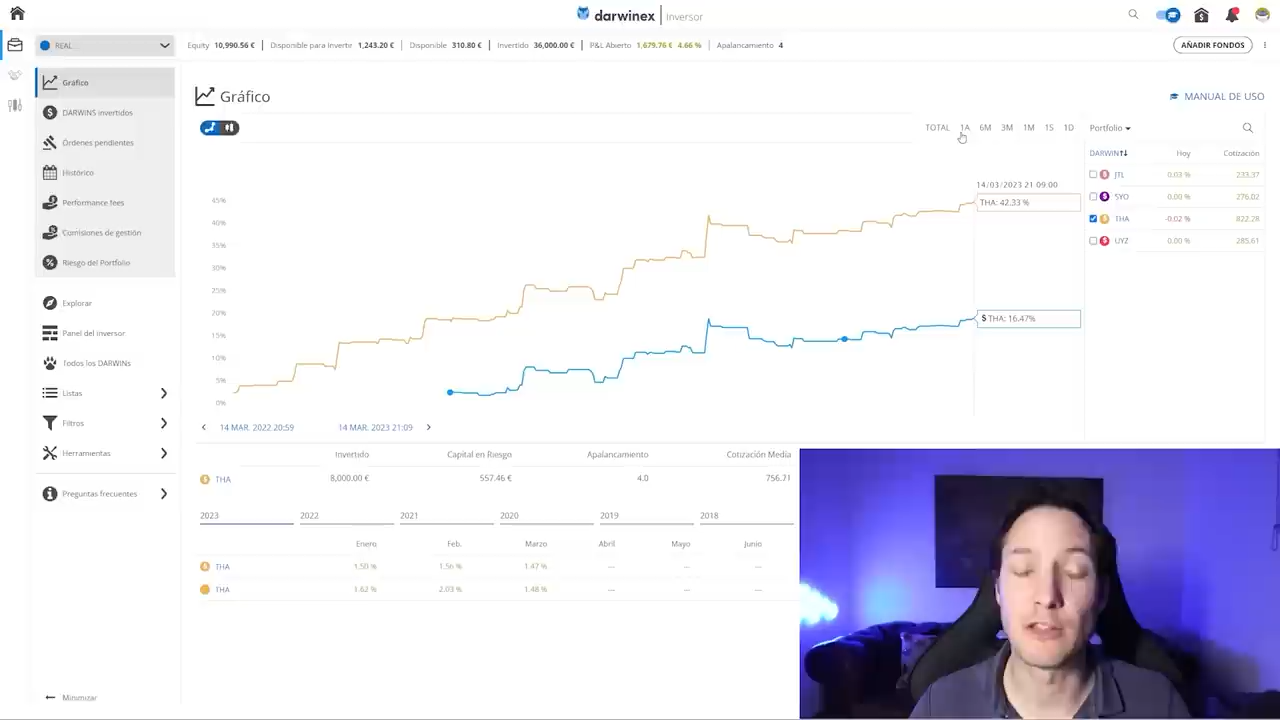 darwinex | Inversor
REAL...
Equity 10,990.56 € | Disponible para Invertir 1,243.20 € | Disponible 310.80 € | Invertido 36,000.00 € | P&L Abierto 1,679.76 € 4.66 % | Apalancamiento 4
AÑADIR FONDOS
Gráfico
DARWINS invertidos
Órdenes pendientes
Histórico
Performance fees
Comisiones de gestión
Riesgo del Portfolio
Explorar
Panel del inversor
Todos los DARWINs
Listas
Filtros
Herramientas
Preguntas frecuentes
Minimizar
Gráfico
MANUAL DE USO
TOTAL 1A 6M 3M 1M 1S 1D
45%
40%
35%
30%
25%
20%
15%
10%
5%
0%
14/03/2023 21 09:00
THA: 42.33 %
$ THA: 16.47%
14 MAR. 2022 20:59 14 MAR. 2023 21:09
Portfolio
DARWIN Hoy Cotización
JTL 0.03 % 233,37
SYO 0.00 % 276,02
THA -0.02 % 822,28
UYZ 0.00 % 285,61
Invertido Capital en Riesgo Apalancamiento Cotización Media
THA 8,000.00 € 557.46 € 4.0 756.71
2023 2022 2021 2020 2019 2018
Enero Feb. Marzo Abril Mayo Junio
THA 1.50 % 1.56 % 1.47 % --- --- ---
THA 1.62 % 2.03 % 1.48 % --- --- ---